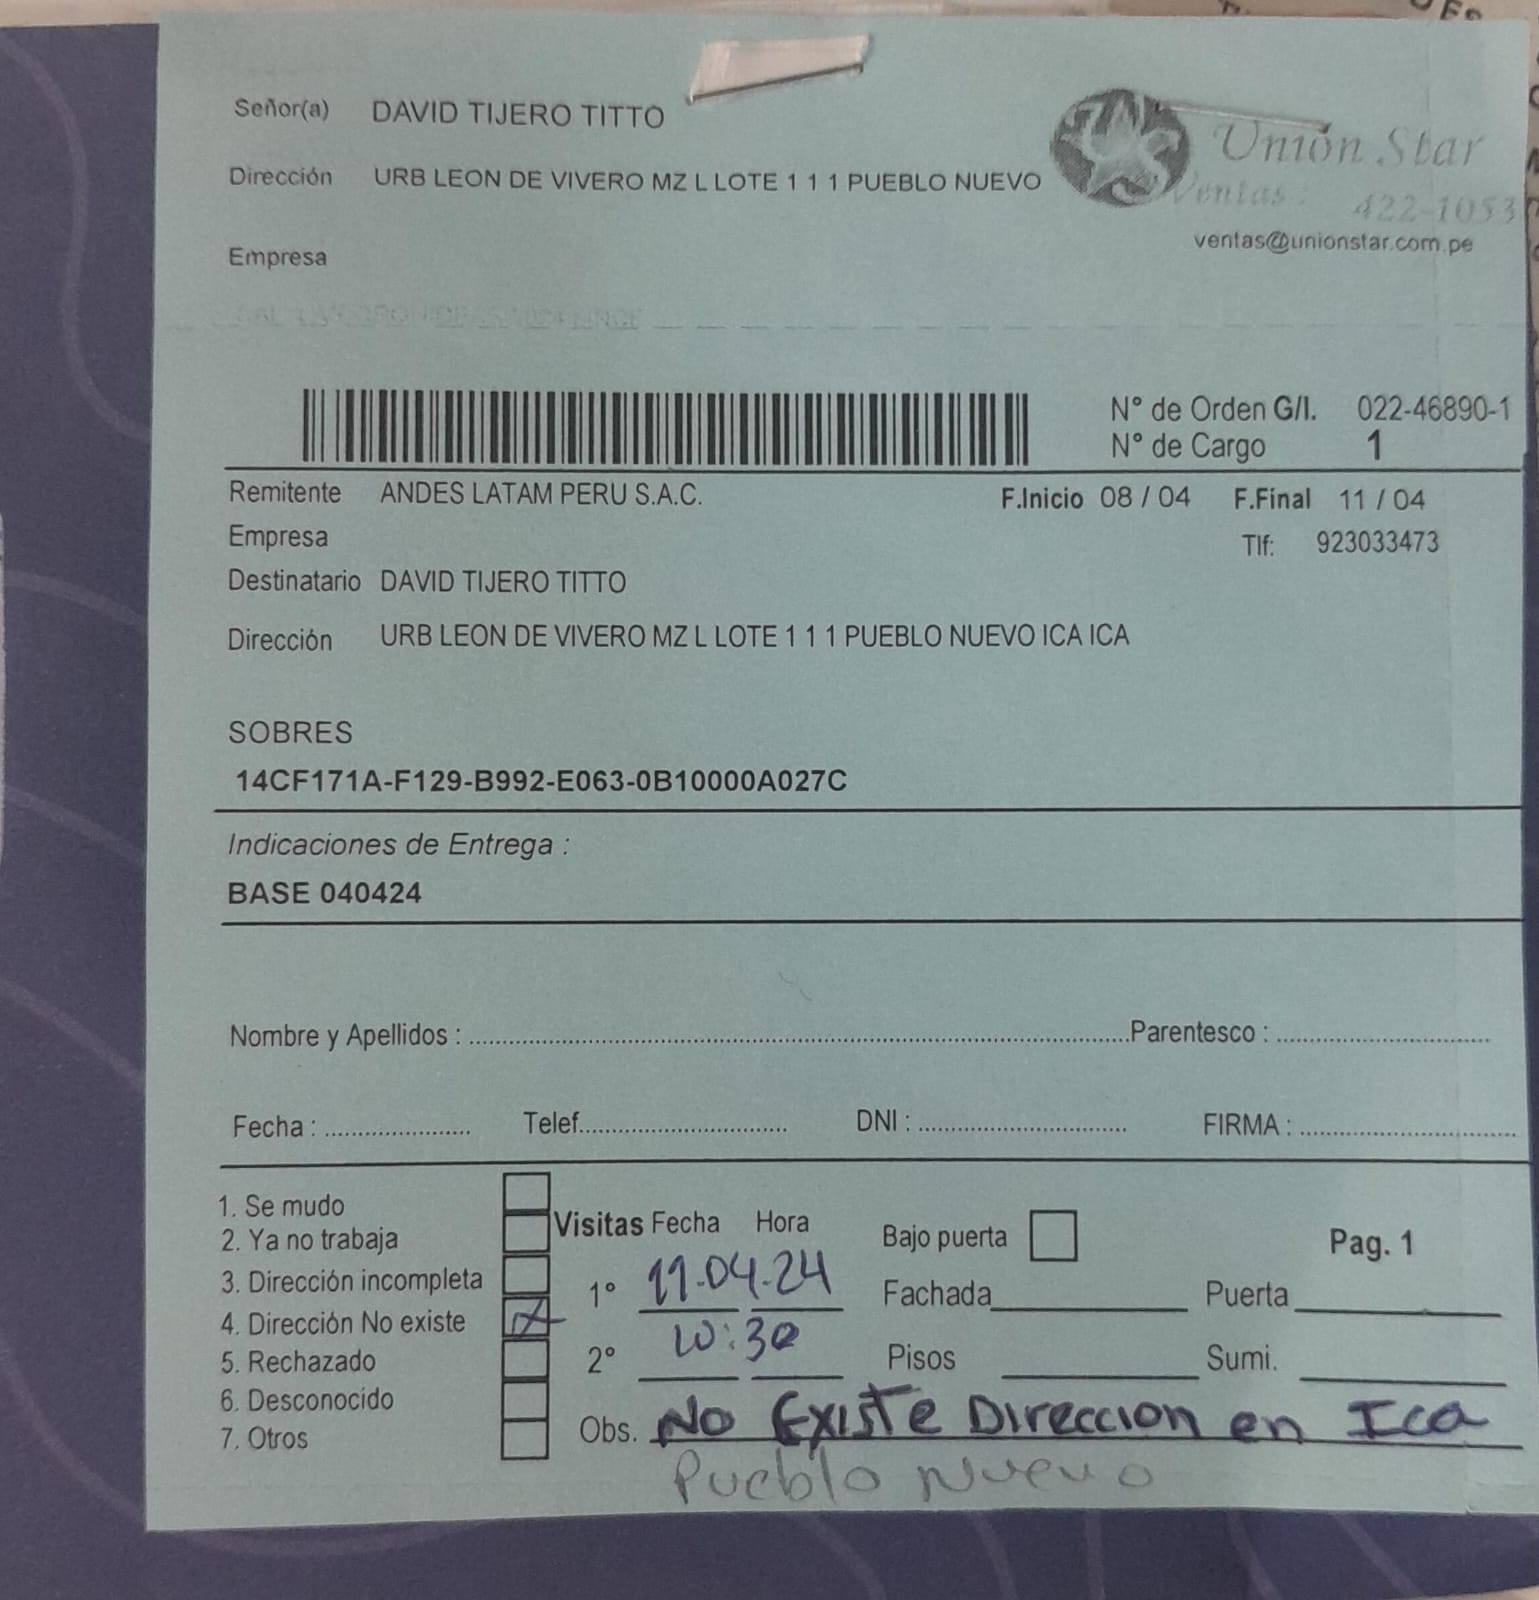 Señor(a) DAVID TIJERO TITTO
Dirección URB LEON DE VIVERO MZ L LOTE 1 1 1 PUEBLO NUEVO
Unión Star
Ventas : 422-1053
ventas@unionstar.com.pe
Empresa
N° de Orden G/I. 022-46890-1
N° de Cargo 1
Remitente ANDES LATAM PERU S.A.C. F.Inicio 08 / 04 F.Final 11 / 04
Empresa Tlf: 923033473
Destinatario DAVID TIJERO TITTO
Dirección URB LEON DE VIVERO MZ L LOTE 1 1 1 PUEBLO NUEVO ICA ICA
SOBRES
14CF171A-F129-B992-E063-0B10000A027C
Indicaciones de Entrega :
BASE 040424
Nombre y Apellidos : Parentesco :
Fecha : Telef. DNI : FIRMA :
1. Se mudo
2. Ya no trabaja
3. Dirección incompleta
4. Dirección No existe X
5. Rechazado
6. Desconocido
7. Otros
Visitas Fecha Hora
1° 11-04-24
10:30
2°
Bajo puerta Pag. 1
Fachada Puerta
Pisos Sumi.
Obs. No Existe Direccion en Ica
Pueblo Nuevo